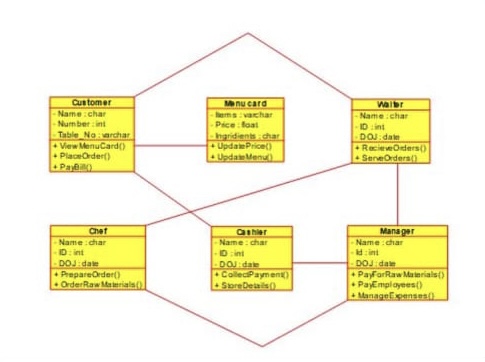 Customer
- Name : char
- Number : int
- Table_No : varchar
+ ViewMenuCard()
+ PlaceOrder()
+ PayBill()
Menu card
- Items : varchar
- Price : float
- Ingridients : char
+ UpdatePrice()
+ UpdateMenu()
Waiter
- Name : char
- ID : int
- DOJ : date
+ RecieveOrders()
+ ServeOrders()
Chef
- Name : char
- ID : int
- DOJ : date
+ PrepareOrder()
+ OrderRawMaterials()
Cashier
- Name : char
- ID : int
- DOJ : date
+ CollectPayment()
+ StoreDetails()
Manager
- Name : char
- Id : int
- DOJ : date
+ PayForRawMaterials()
+ PayEmployees()
+ ManageExpenses()